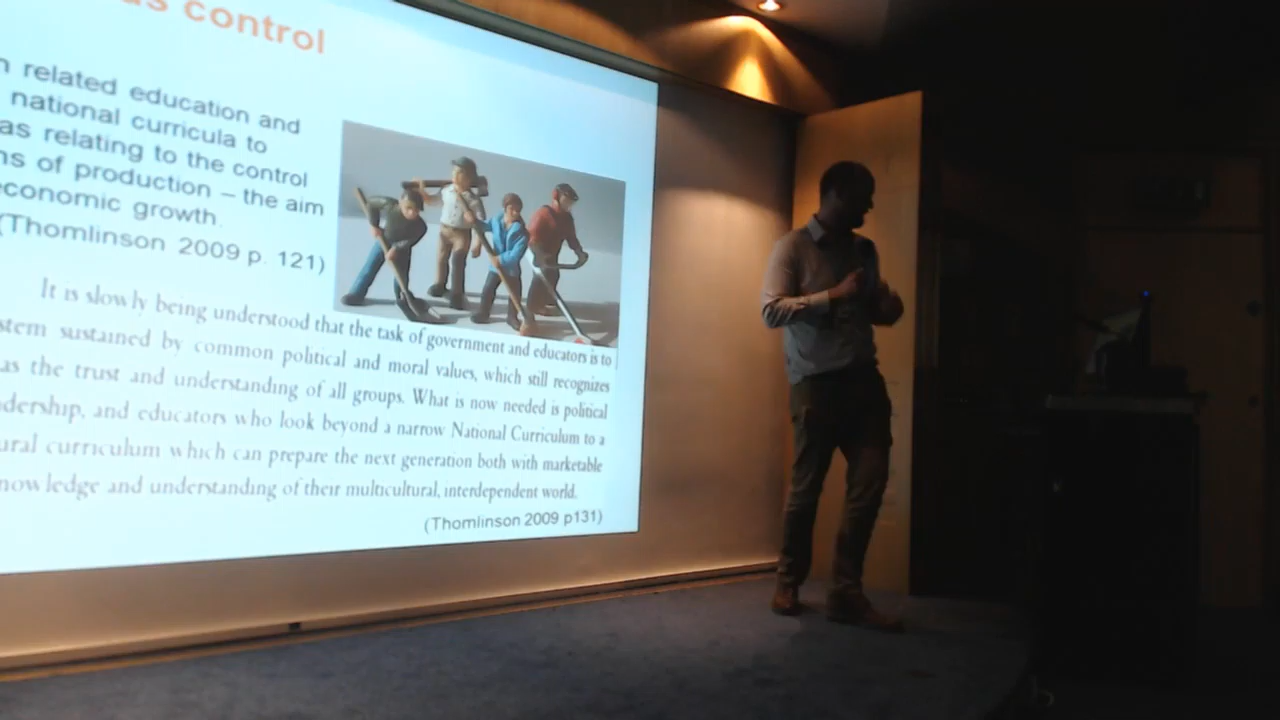 control
related education and
national curricula to
as relating to the control
of production – the aim
economic growth.
(Thomlinson 2009 p. 121)
It is slowly being understood that the task of government and educators is to
sustained by common political and moral values, which still recognizes
as the trust and understanding of all groups. What is now needed is political
and educators who look beyond a narrow National Curriculum to a
curriculum which can prepare the next generation both with marketable
and understanding of their multicultural, interdependent world.
(Thomlinson 2009 p131)